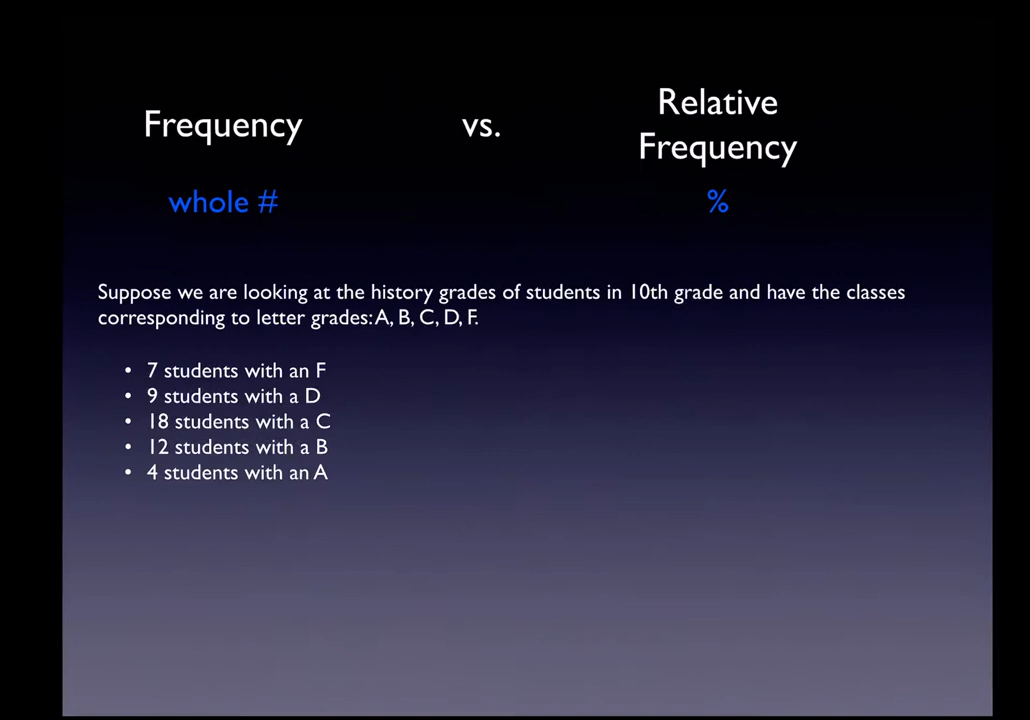 Frequency vs. Relative Frequency
whole # %
Suppose we are looking at the history grades of students in 10th grade and have the classes
corresponding to letter grades: A, B, C, D, F.
• 7 students with an F
• 9 students with a D
• 18 students with a C
• 12 students with a B
• 4 students with an A